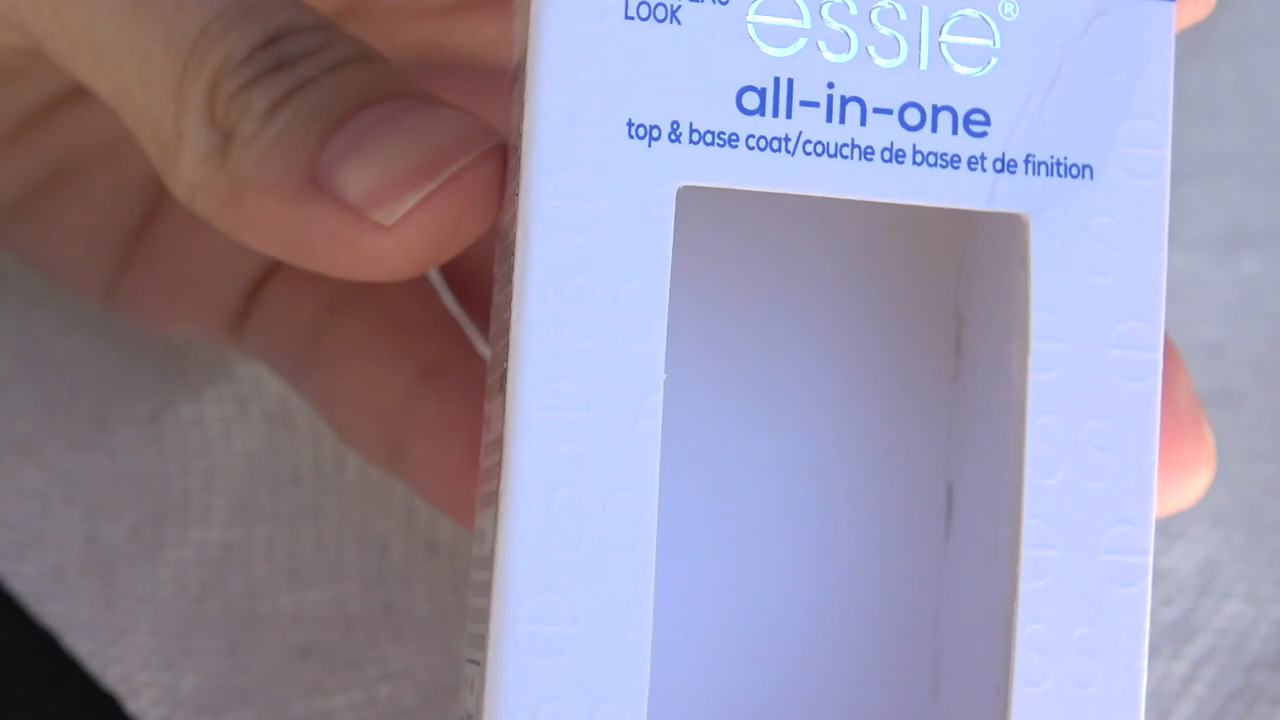 LOOK
essie®
all-in-one
top & base coat/couche de base et de finition